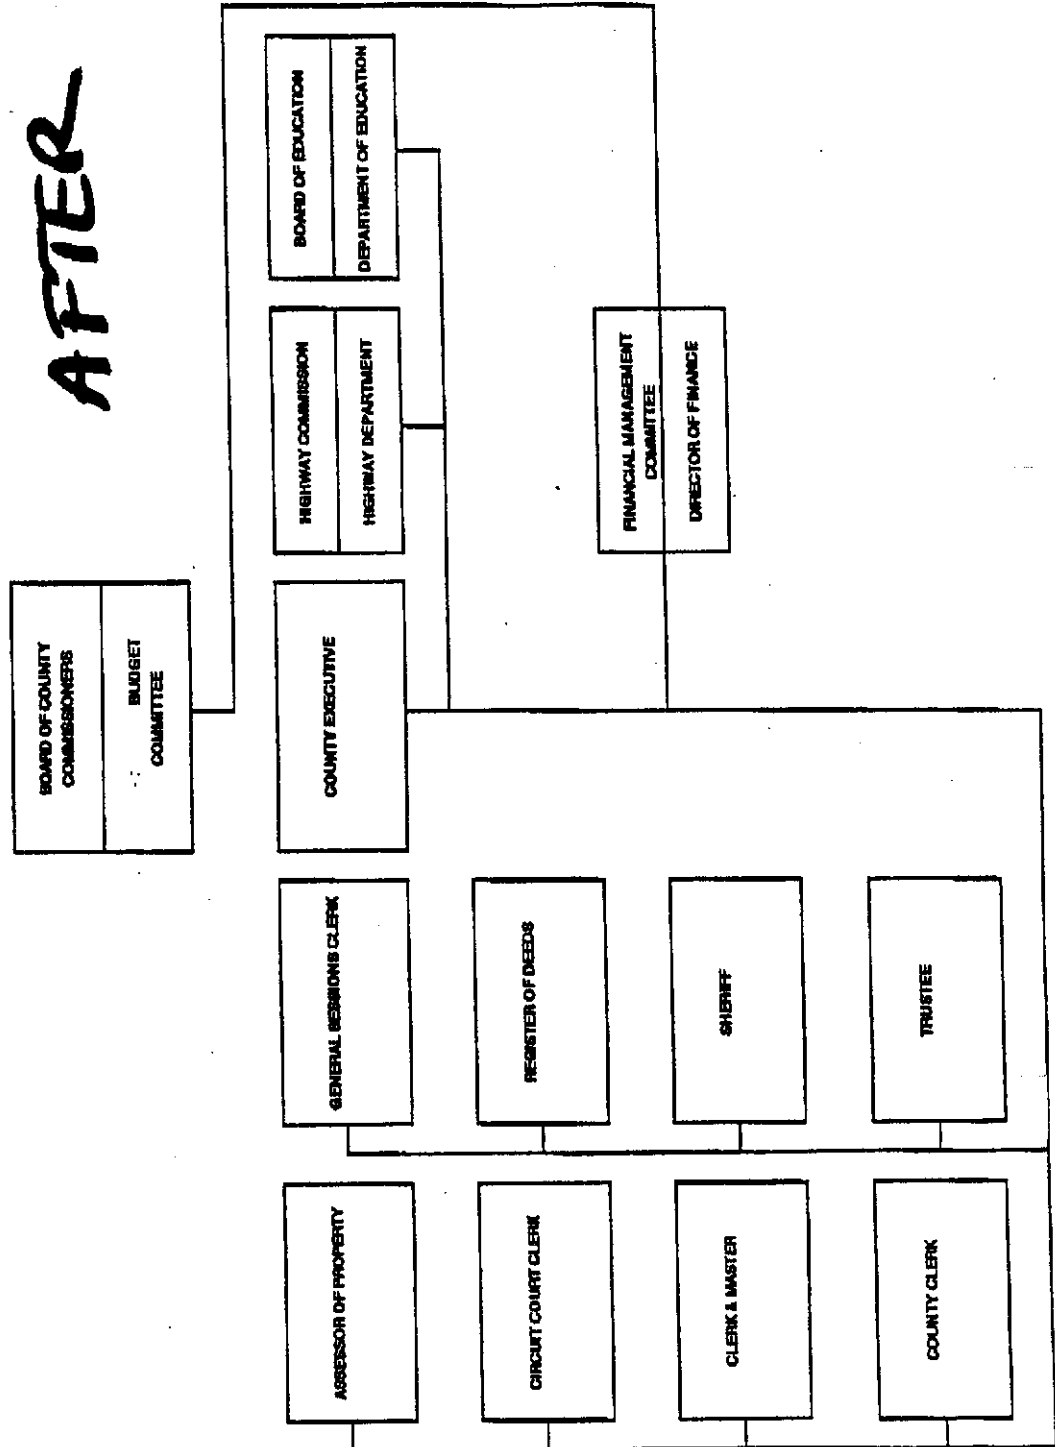 AFTER
BOARD OF COUNTY
COMMISSIONERS
BUDGET
COMMITTEE
ASSESSOR OF PROPERTY
GENERAL SESSIONS CLERK
COUNTY EXECUTIVE
HIGHWAY COMMISSION
HIGHWAY DEPARTMENT
BOARD OF EDUCATION
DEPARTMENT OF EDUCATION
CIRCUIT COURT CLERK
REGISTER OF DEEDS
FINANCIAL MANAGEMENT
COMMITTEE
DIRECTOR OF FINANCE
CLERK & MASTER
SHERIFF
COUNTY CLERK
TRUSTEE